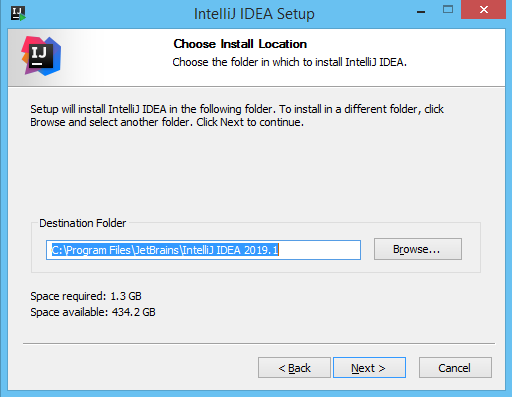 IntelliJ IDEA Setup
IJ
Choose Install Location
Choose the folder in which to install IntelliJ IDEA.
Setup will install IntelliJ IDEA in the following folder. To install in a different folder, click
Browse and select another folder. Click Next to continue.
Destination Folder
C:\Program Files\JetBrains\IntelliJ IDEA 2019.1
Browse...
Space required: 1.3 GB
Space available: 434.2 GB
< Back
Next >
Cancel